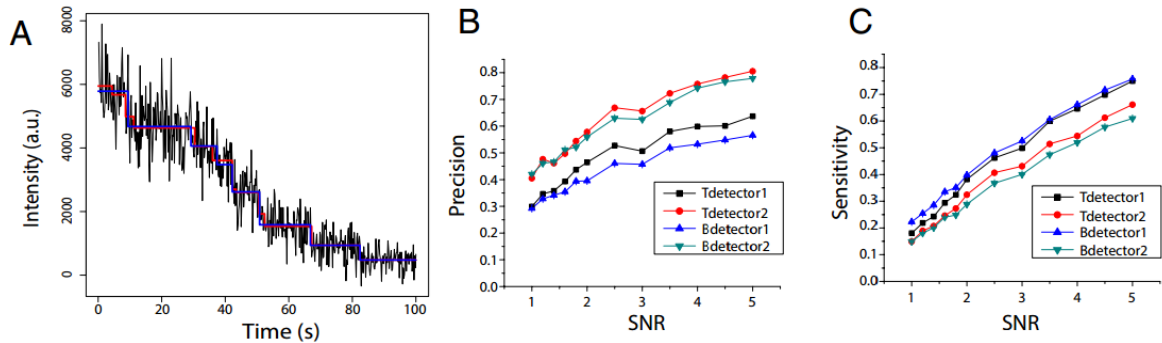 A
Intensity (a.u.)
8000
6000
4000
2000
0
0 20 40 60 80 100
Time (s)
B
Precision
0.8
0.7
0.6
0.5
0.4
0.3
0.2
0.1
0.0
Tdetector1
Tdetector2
Bdetector1
Bdetector2
1 2 3 4 5
SNR
C
Sensitivity
0.8
0.7
0.6
0.5
0.4
0.3
0.2
0.1
0.0
Tdetector1
Tdetector2
Bdetector1
Bdetector2
1 2 3 4 5
SNR